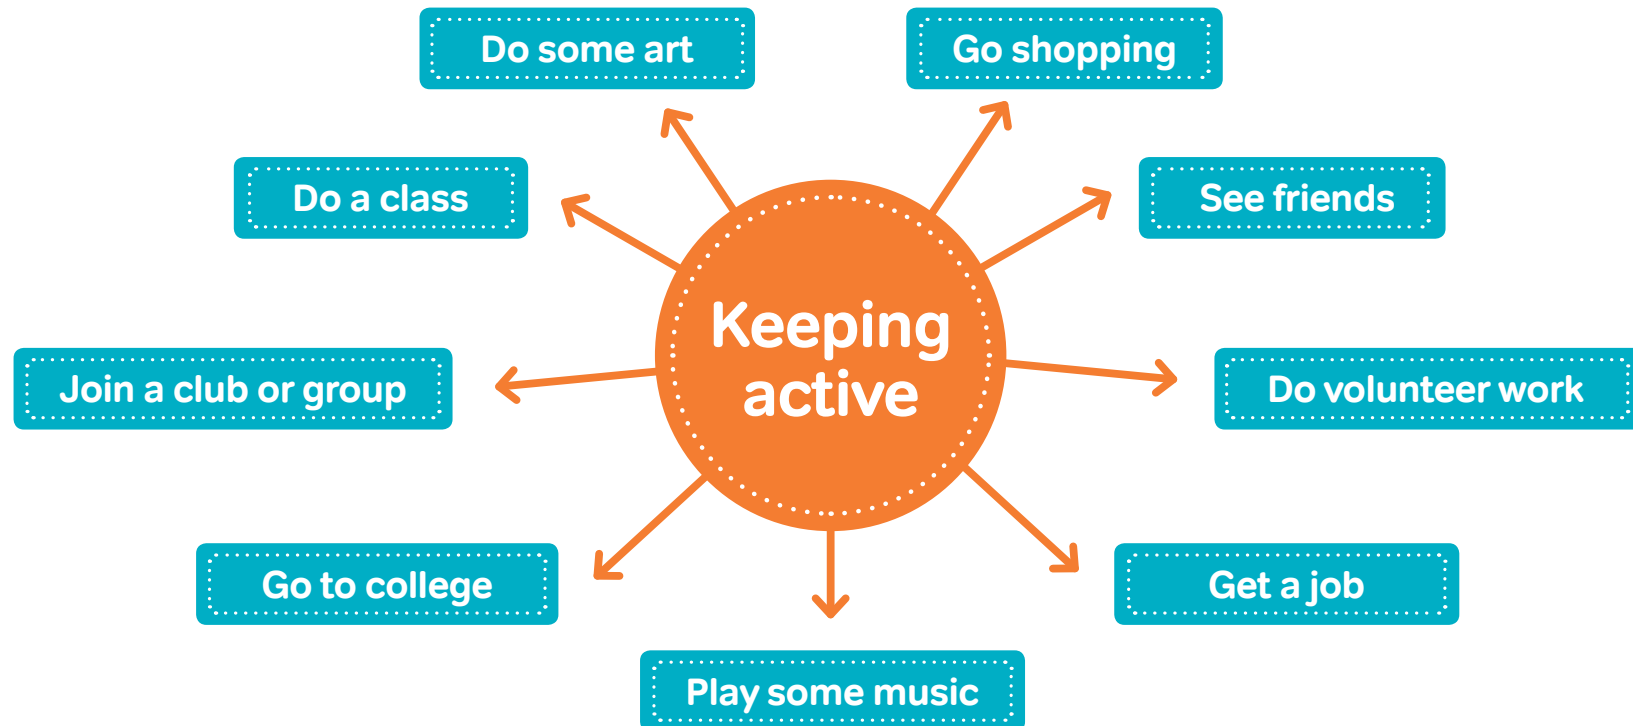 Do some art
Go shopping
Do a class
See friends
Keeping
active
Join a club or group
Do volunteer work
Go to college
Get a job
Play some music